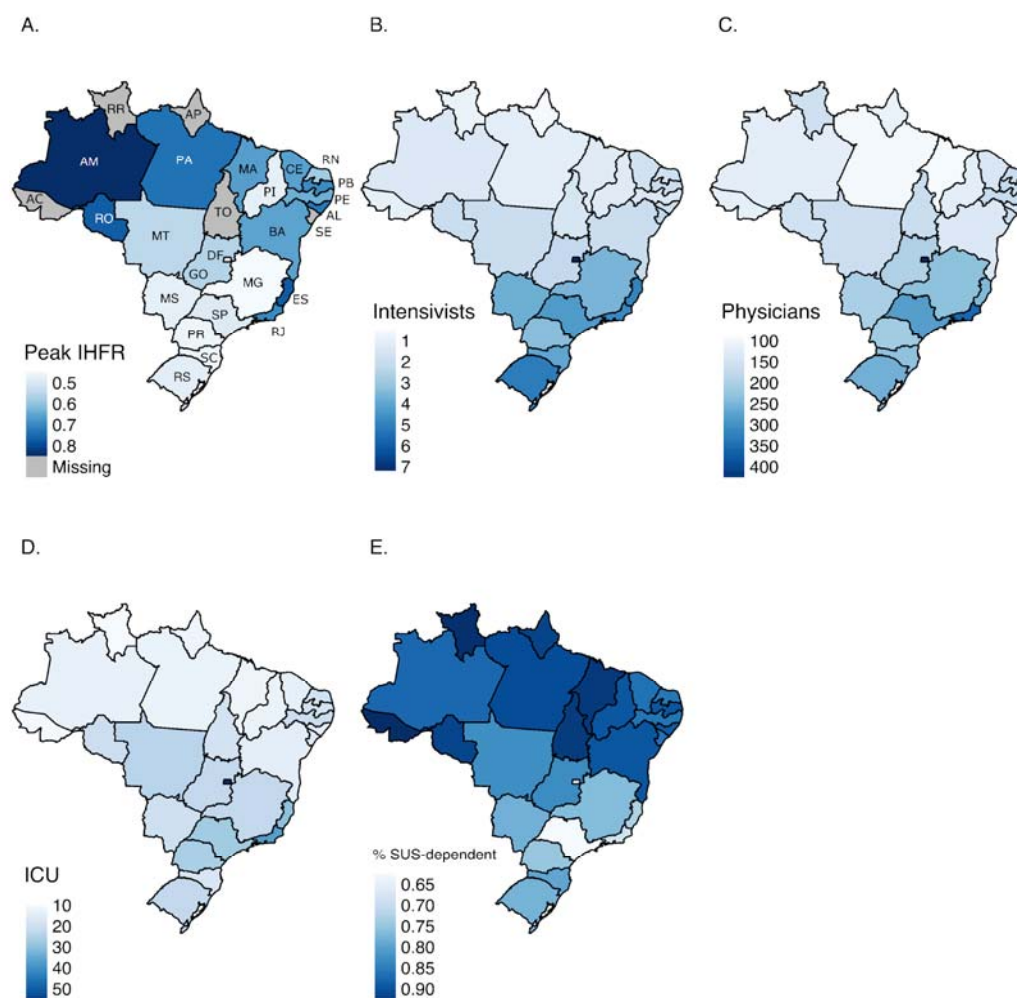 A.
B.
C.
RR
AP
AM
PA
MA
CE
RN
PI
PB
PE
AC
RO
TO
AL
SE
BA
MT
DF
GO
MG
MS
ES
SP
RJ
PR
SC
RS
Peak IHFR
0.5
0.6
0.7
0.8
Missing
Intensivists
1
2
3
4
5
6
7
Physicians
100
150
200
250
300
350
400
D.
E.
ICU
10
20
30
40
50
% SUS-dependent
0.65
0.70
0.75
0.80
0.85
0.90